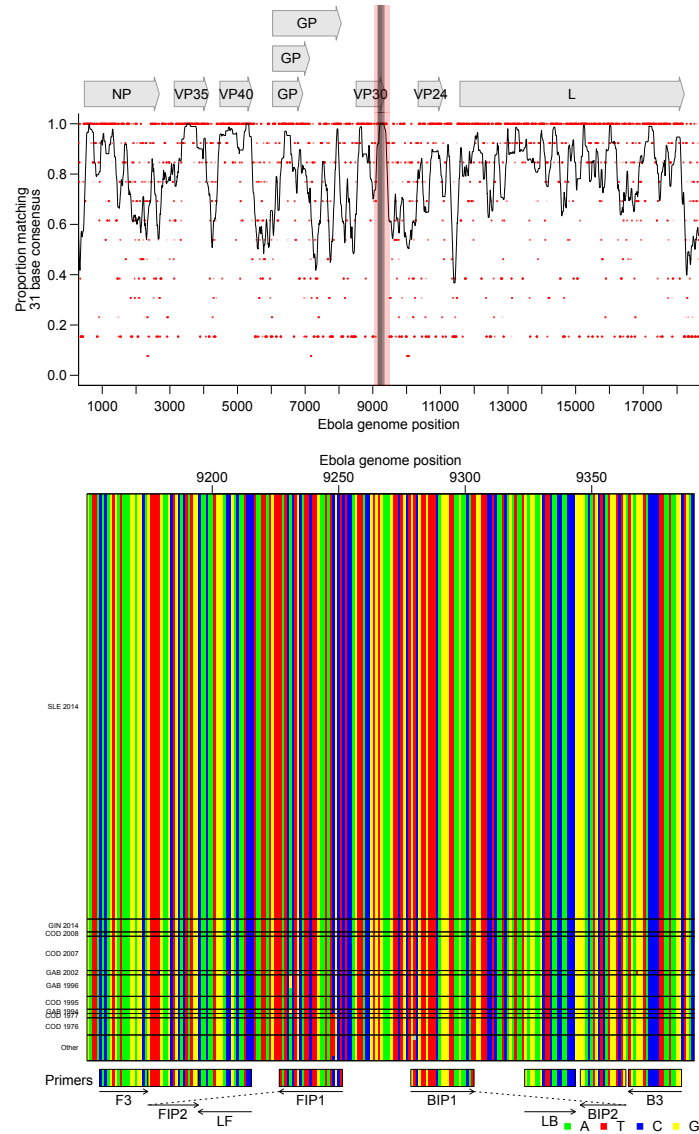 GP
GP
NP VP35 VP40 GP VP30 VP24 L
Proportion matching
31 base consensus
1.0
0.8
0.6
0.4
0.2
0.0
1000 3000 5000 7000 9000 11000 13000 15000 17000
Ebola genome position
Ebola genome position
9200 9250 9300 9350
SLE 2014
GIN 2014
COD 2008
COD 2007
GAB 2002
GAB 1996
COD 1995
GAB 1994
COD 1977
COD 1976
Other
Primers
F3 FIP1 BIP1 B3
FIP2 BIP2
LF LB
A T C G